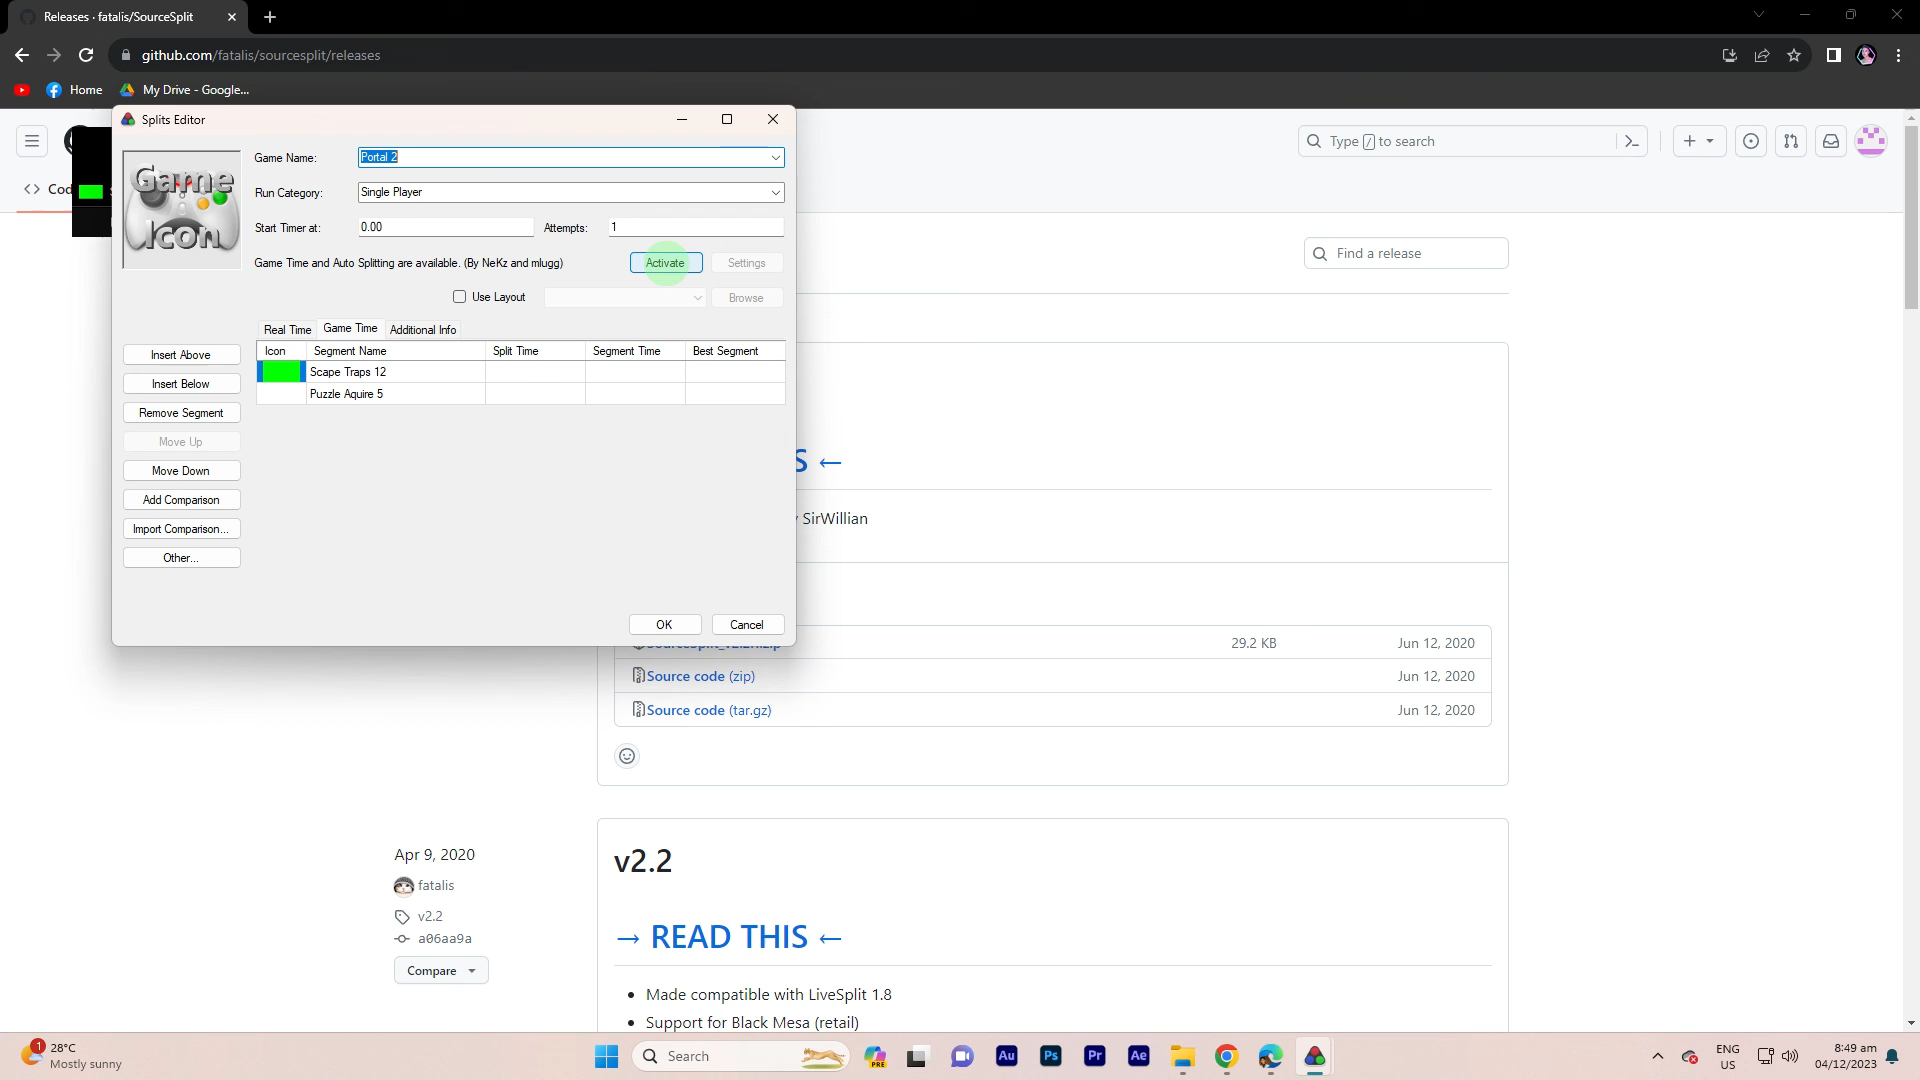 Releases · fatalis/SourceSplit
github.com/fatalis/sourcesplit/releases
Home
My Drive - Google...
Splits Editor
Type / to search
Cod
Game Icon
Game Name:
Portal 2
Run Category:
Single Player
Start Timer at:
0.00
Attempts:
1
Find a release
Game Time and Auto Splitting are available. (By NeKz and mlugg)
Activate
Settings
Use Layout
Browse
Real Time
Game Time
Additional Info
Icon
Segment Name
Split Time
Segment Time
Best Segment
Scape Traps 12
Puzzle Aquire 5
Insert Above
Insert Below
Remove Segment
Move Up
Move Down
Add Comparison
Import Comparison...
Other...
OK
Cancel
S ←
SirWillian
29.2 KB
Jun 12, 2020
Source code (zip)
Jun 12, 2020
Source code (tar.gz)
Jun 12, 2020
Apr 9, 2020
fatalis
v2.2
a06aa9a
Compare
v2.2
→ READ THIS ←
• Made compatible with LiveSplit 1.8
• Support for Black Mesa (retail)
1
28°C
Mostly sunny
Search
PRE
Au
Ps
Pr
Ae
ENG
US
8:49 am
04/12/2023